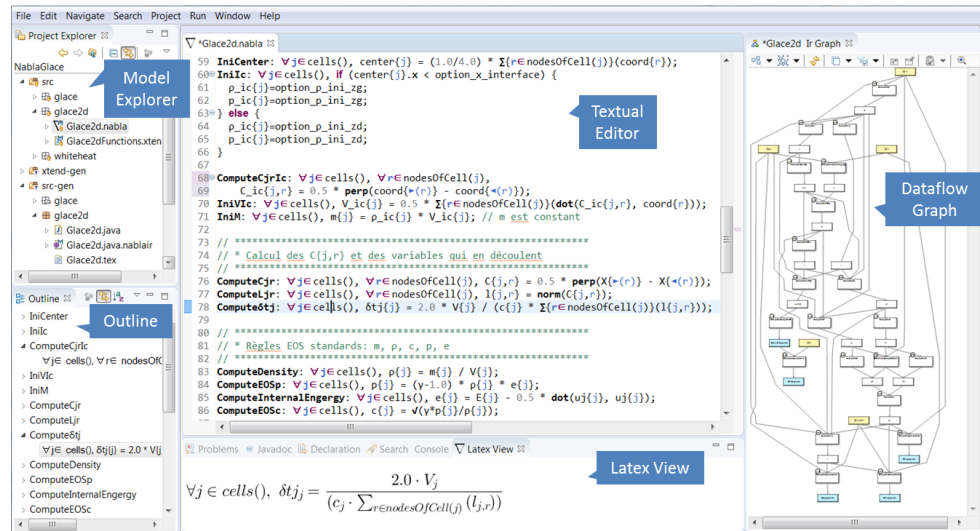 File Edit Navigate Search Project Run Window Help
Project Explorer
NablaGlace
src
glace
glace2d
Glace2d.nabla
Glace2dFunctions.xten
whiteheat
xtend-gen
src-gen
glace
glace2d
Glace2d.java
Glace2d.java.nablair
Glace2d.tex
Model
Explorer
Outline
IniCenter
IniIc
ComputeCjrIc
∀j∈ cells(), ∀r∈ nodesOfC
IniVIc
IniM
ComputeCjr
ComputeLjr
Computeδtj
∀j∈ cells(), δtj{j} = 2.0 * V{j
ComputeDensity
ComputeEOSp
ComputeInternalEngergy
ComputeEOSc
Outline
*Glace2d.nabla
59 IniCenter: ∀j∈cells(), center{j} = (1.0/4.0) * Σ{r∈nodesOfCell(j)}(coord{r});
60 IniIc: ∀j∈cells(), if (center{j}.x < option_x_interface) {
61 ρ_ic{j}=option_ρ_ini_zg;
62 p_ic{j}=option_p_ini_zg;
63 } else {
64 ρ_ic{j}=option_ρ_ini_zd;
65 p_ic{j}=option_p_ini_zd;
66 }
67
68 ComputeCjrIc: ∀j∈cells(), ∀r∈nodesOfCell(j),
69 C_ic{j,r} = 0.5 * perp(coord{▸(r)} - coord{◂(r)});
70 IniVIc: ∀j∈cells(), V_ic{j} = 0.5 * Σ{r∈nodesOfCell(j)}(dot(C_ic{j,r}, coord{r}));
71 IniM: ∀j∈cells(), m{j} = ρ_ic{j} * V_ic{j}; // m est constant
72
73 // ************************************************************
74 // * Calcul des C{j,r} et des variables qui en découlent
75 // ************************************************************
76 ComputeCjr: ∀j∈cells(), ∀r∈nodesOfCell(j), C{j,r} = 0.5 * perp(X{▸(r)} - X{◂(r)});
77 ComputeLjr: ∀j∈cells(), ∀r∈nodesOfCell(j), l{j,r} = norm(C{j,r});
78 Computeδtj: ∀j∈cells(), δtj{j} = 2.0 * V{j} / (c{j} * Σ{r∈nodesOfCell(j)}(l{j,r}));
79
80 // ************************************************************
81 // * Règles EOS standards: m, ρ, c, p, e
82 // ************************************************************
83 ComputeDensity: ∀j∈cells(), ρ{j} = m{j} / V{j};
84 ComputeEOSp: ∀j∈cells(), p{j} = (γ-1.0) * ρ{j} * e{j};
85 ComputeInternalEngergy: ∀j∈cells(), e{j} = E{j} - 0.5 * dot(uj{j}, uj{j});
86 ComputeEOSc: ∀j∈cells(), c{j} = √(γ*p{j}/ρ{j});
Textual
Editor
Problems Javadoc Declaration Search Console Latex View
∀j ∈ cells(), δtj_j = 2.0 · V_j / (c_j · ∑_{r∈nodesOfCell(j)} (l_{j,r}))
Latex View
*Glace2d Ir Graph
Dataflow
Graph